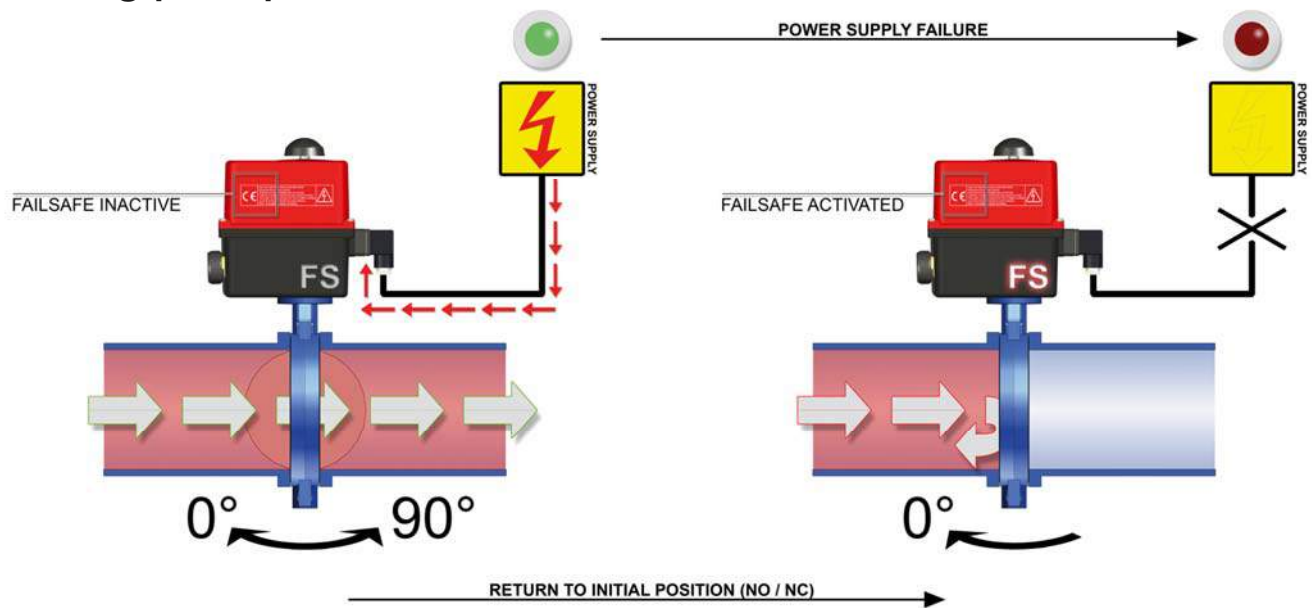 POWER SUPPLY FAILURE
POWER SUPPLY
POWER SUPPLY
FAILSAFE INACTIVE
CE
FS
FAILSAFE ACTIVATED
CE
FS
0°
90°
0°
RETURN TO INITIAL POSITION (NO / NC)